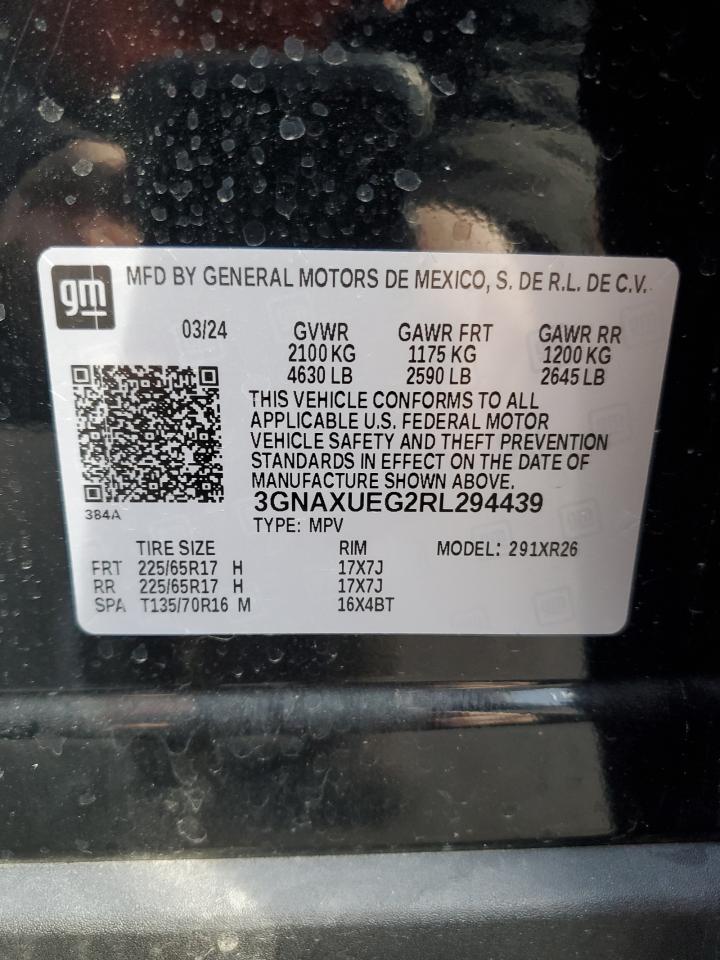 gm MFD BY GENERAL MOTORS DE MEXICO, S. DE R.L. DE C.V.
03/24 GVWR GAWR FRT GAWR RR
2100 KG 1175 KG 1200 KG
4630 LB 2590 LB 2645 LB
THIS VEHICLE CONFORMS TO ALL
APPLICABLE U.S. FEDERAL MOTOR
VEHICLE SAFETY AND THEFT PREVENTION
STANDARDS IN EFFECT ON THE DATE OF
MANUFACTURE SHOWN ABOVE.
3GNAXUEG2RL294439
384A
TYPE: MPV
TIRE SIZE RIM MODEL: 291XR26
FRT 225/65R17 H 17X7J
RR 225/65R17 H 17X7J
SPA T135/70R16 M 16X4BT